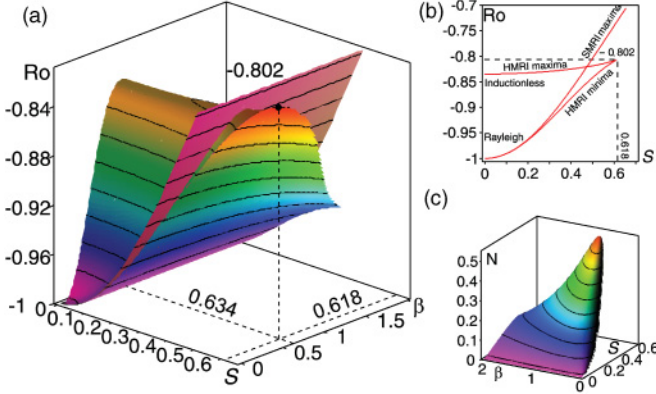 (a)
Ro
-0.802
-0.84
-0.88
-0.92
-0.96
-1
0
0.1
0.2
0.3
0.4
0.5
0.6
S
0
0.5
1
1.5
β
0.634
0.618
(b)
Ro
-0.7
-0.75
-0.8
-0.85
-0.9
-0.95
-1
0
0.2
0.4
0.6
0.8
S
SMRI maxima
-0.802
HMRI maxima
Inductionless
HMRI minima
Rayleigh
0.618
(c)
N
0.5
0.4
0.3
0.2
0.1
0
2
β
1
0
0
0.2
0.4
0.6
S